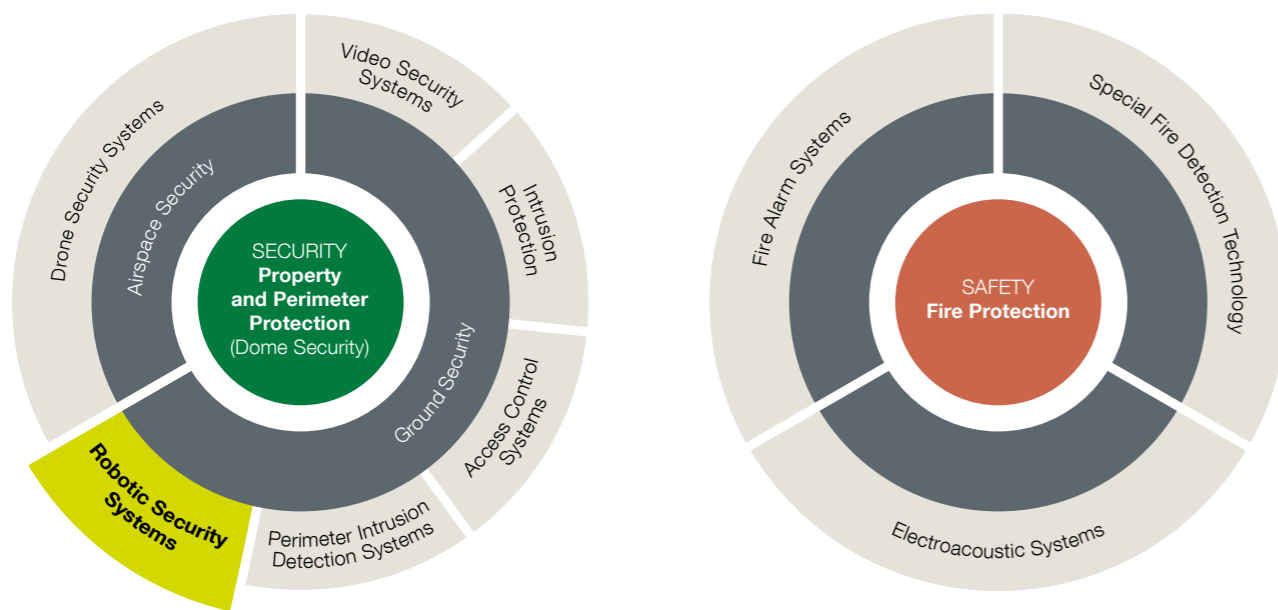 SECURITY
Property
and Perimeter
Protection
(Dome Security)
Airspace Security
Ground Security
Drone Security Systems
Video Security
Systems
Intrusion
Protection
Access Control
Systems
Perimeter Intrusion
Detection Systems
Robotic Security
Systems
SAFETY
Fire Protection
Fire Alarm Systems
Special Fire Detection Technology
Electroacoustic Systems